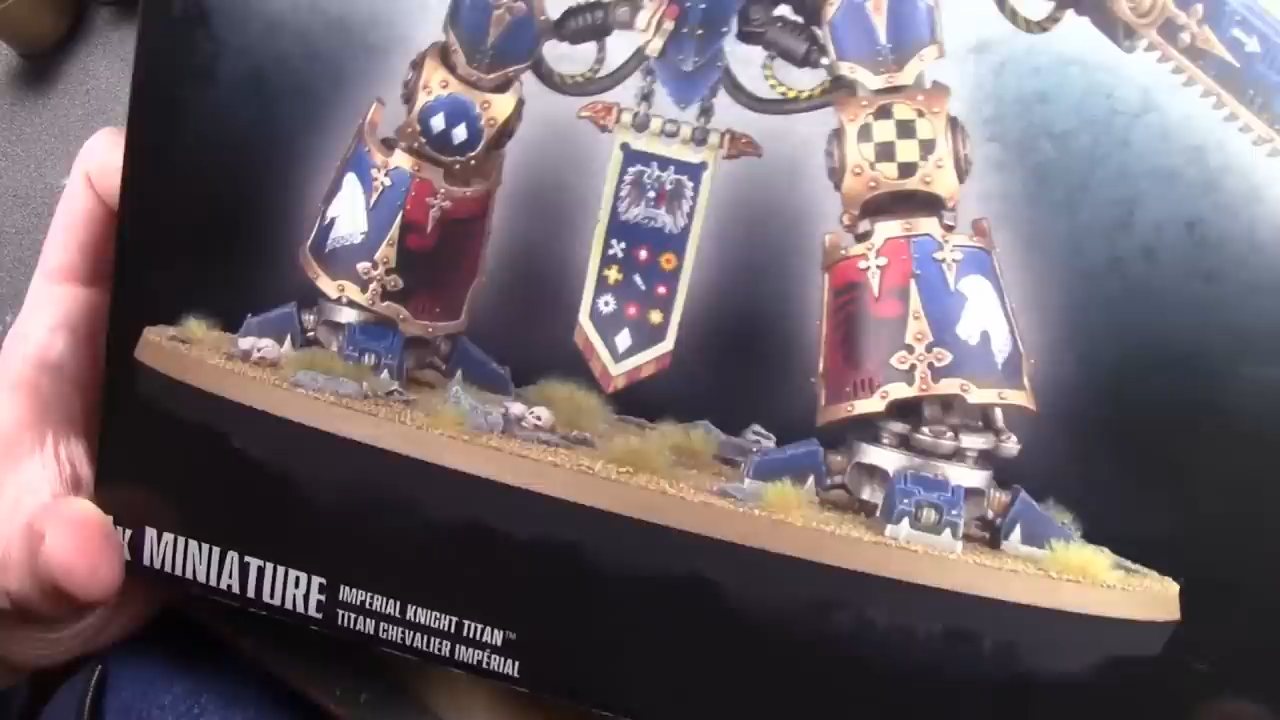 MINIATURE
IMPERIAL KNIGHT TITAN™
TITAN CHEVALIER IMPÉRIAL